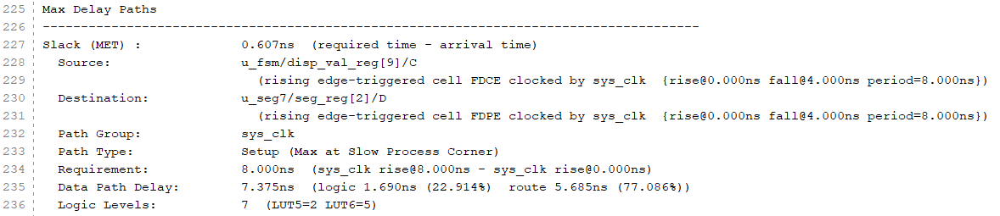 225 Max Delay Paths
226 --------------------------------------------------------------------------------------
227 Slack (MET) : 0.607ns (required time - arrival time)
228 Source: u_fsm/disp_val_reg[9]/C
229 (rising edge-triggered cell FDCE clocked by sys_clk {rise@0.000ns fall@4.000ns period=8.000ns})
230 Destination: u_seg7/seg_reg[2]/D
231 (rising edge-triggered cell FDPE clocked by sys_clk {rise@0.000ns fall@4.000ns period=8.000ns})
232 Path Group: sys_clk
233 Path Type: Setup (Max at Slow Process Corner)
234 Requirement: 8.000ns (sys_clk rise@8.000ns - sys_clk rise@0.000ns)
235 Data Path Delay: 7.375ns (logic 1.690ns (22.914%) route 5.685ns (77.086%))
236 Logic Levels: 7 (LUT5=2 LUT6=5)